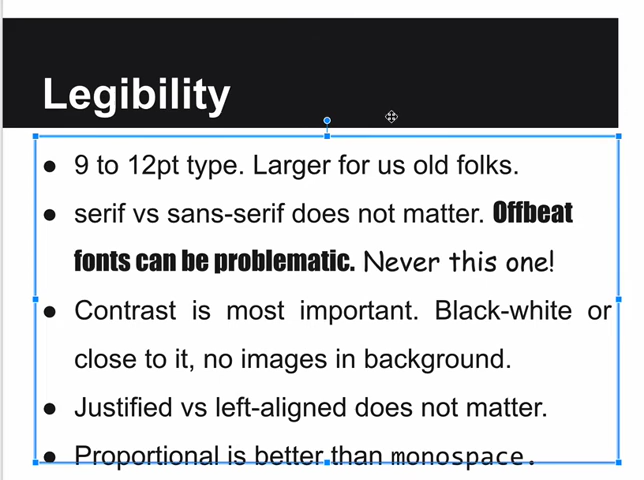 Legibility
● 9 to 12pt type. Larger for us old folks.
● serif vs sans-serif does not matter. Offbeat
fonts can be problematic. Never this one!
● Contrast is most important. Black-white or
close to it, no images in background.
● Justified vs left-aligned does not matter.
● Proportional is better than monospace.